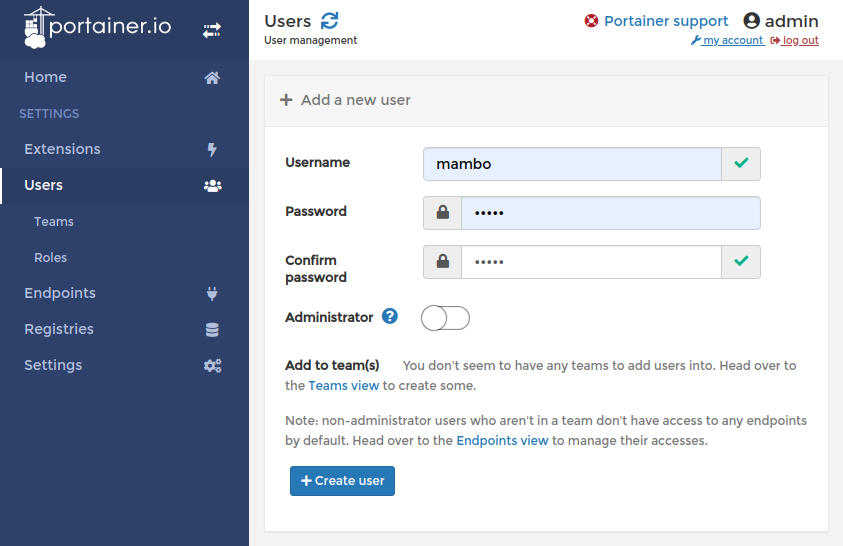 portainer.io
Home
SETTINGS
Extensions
Users
Teams
Roles
Endpoints
Registries
Settings
Users
User management
Portainer support
admin
my account
log out
Add a new user
Username
mambo
Password
•••••
Confirm
password
•••••
Administrator
Add to team(s) You don't seem to have any teams to add users into. Head over to
the Teams view to create some.
Note: non-administrator users who aren't in a team don't have access to any endpoints
by default. Head over to the Endpoints view to manage their accesses.
Create user